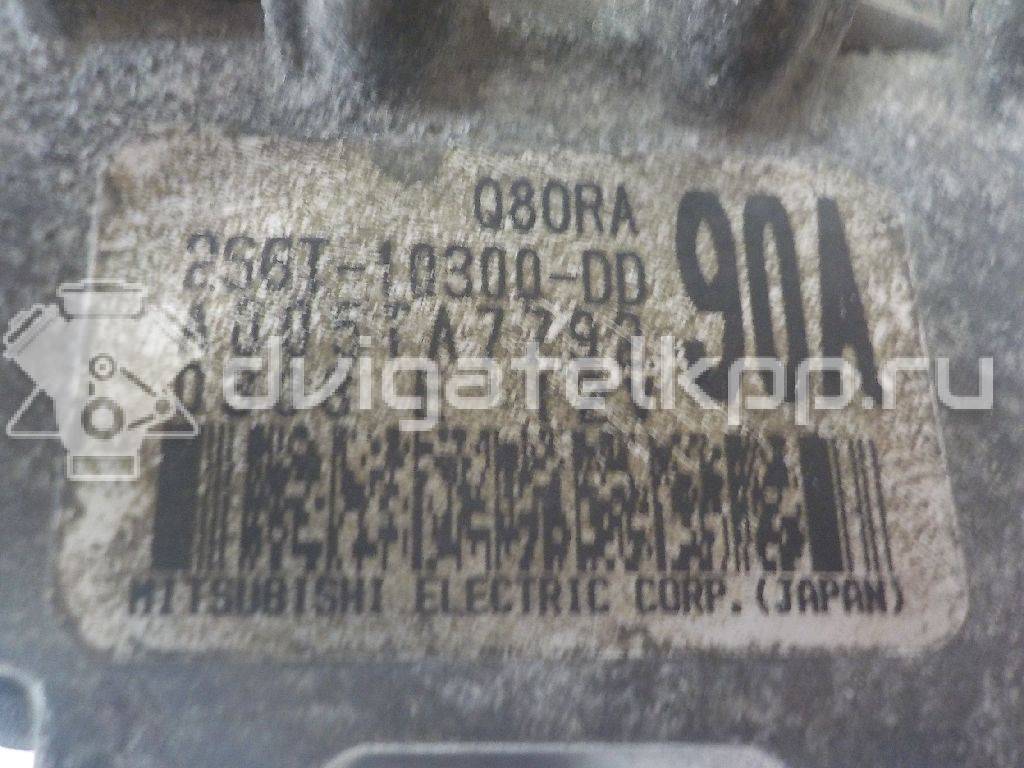 Q80RA
90A
2S6T-10300-DD
dvigatelkpp.ru
MITSUBISHI ELECTRIC CORP.(JAPAN)